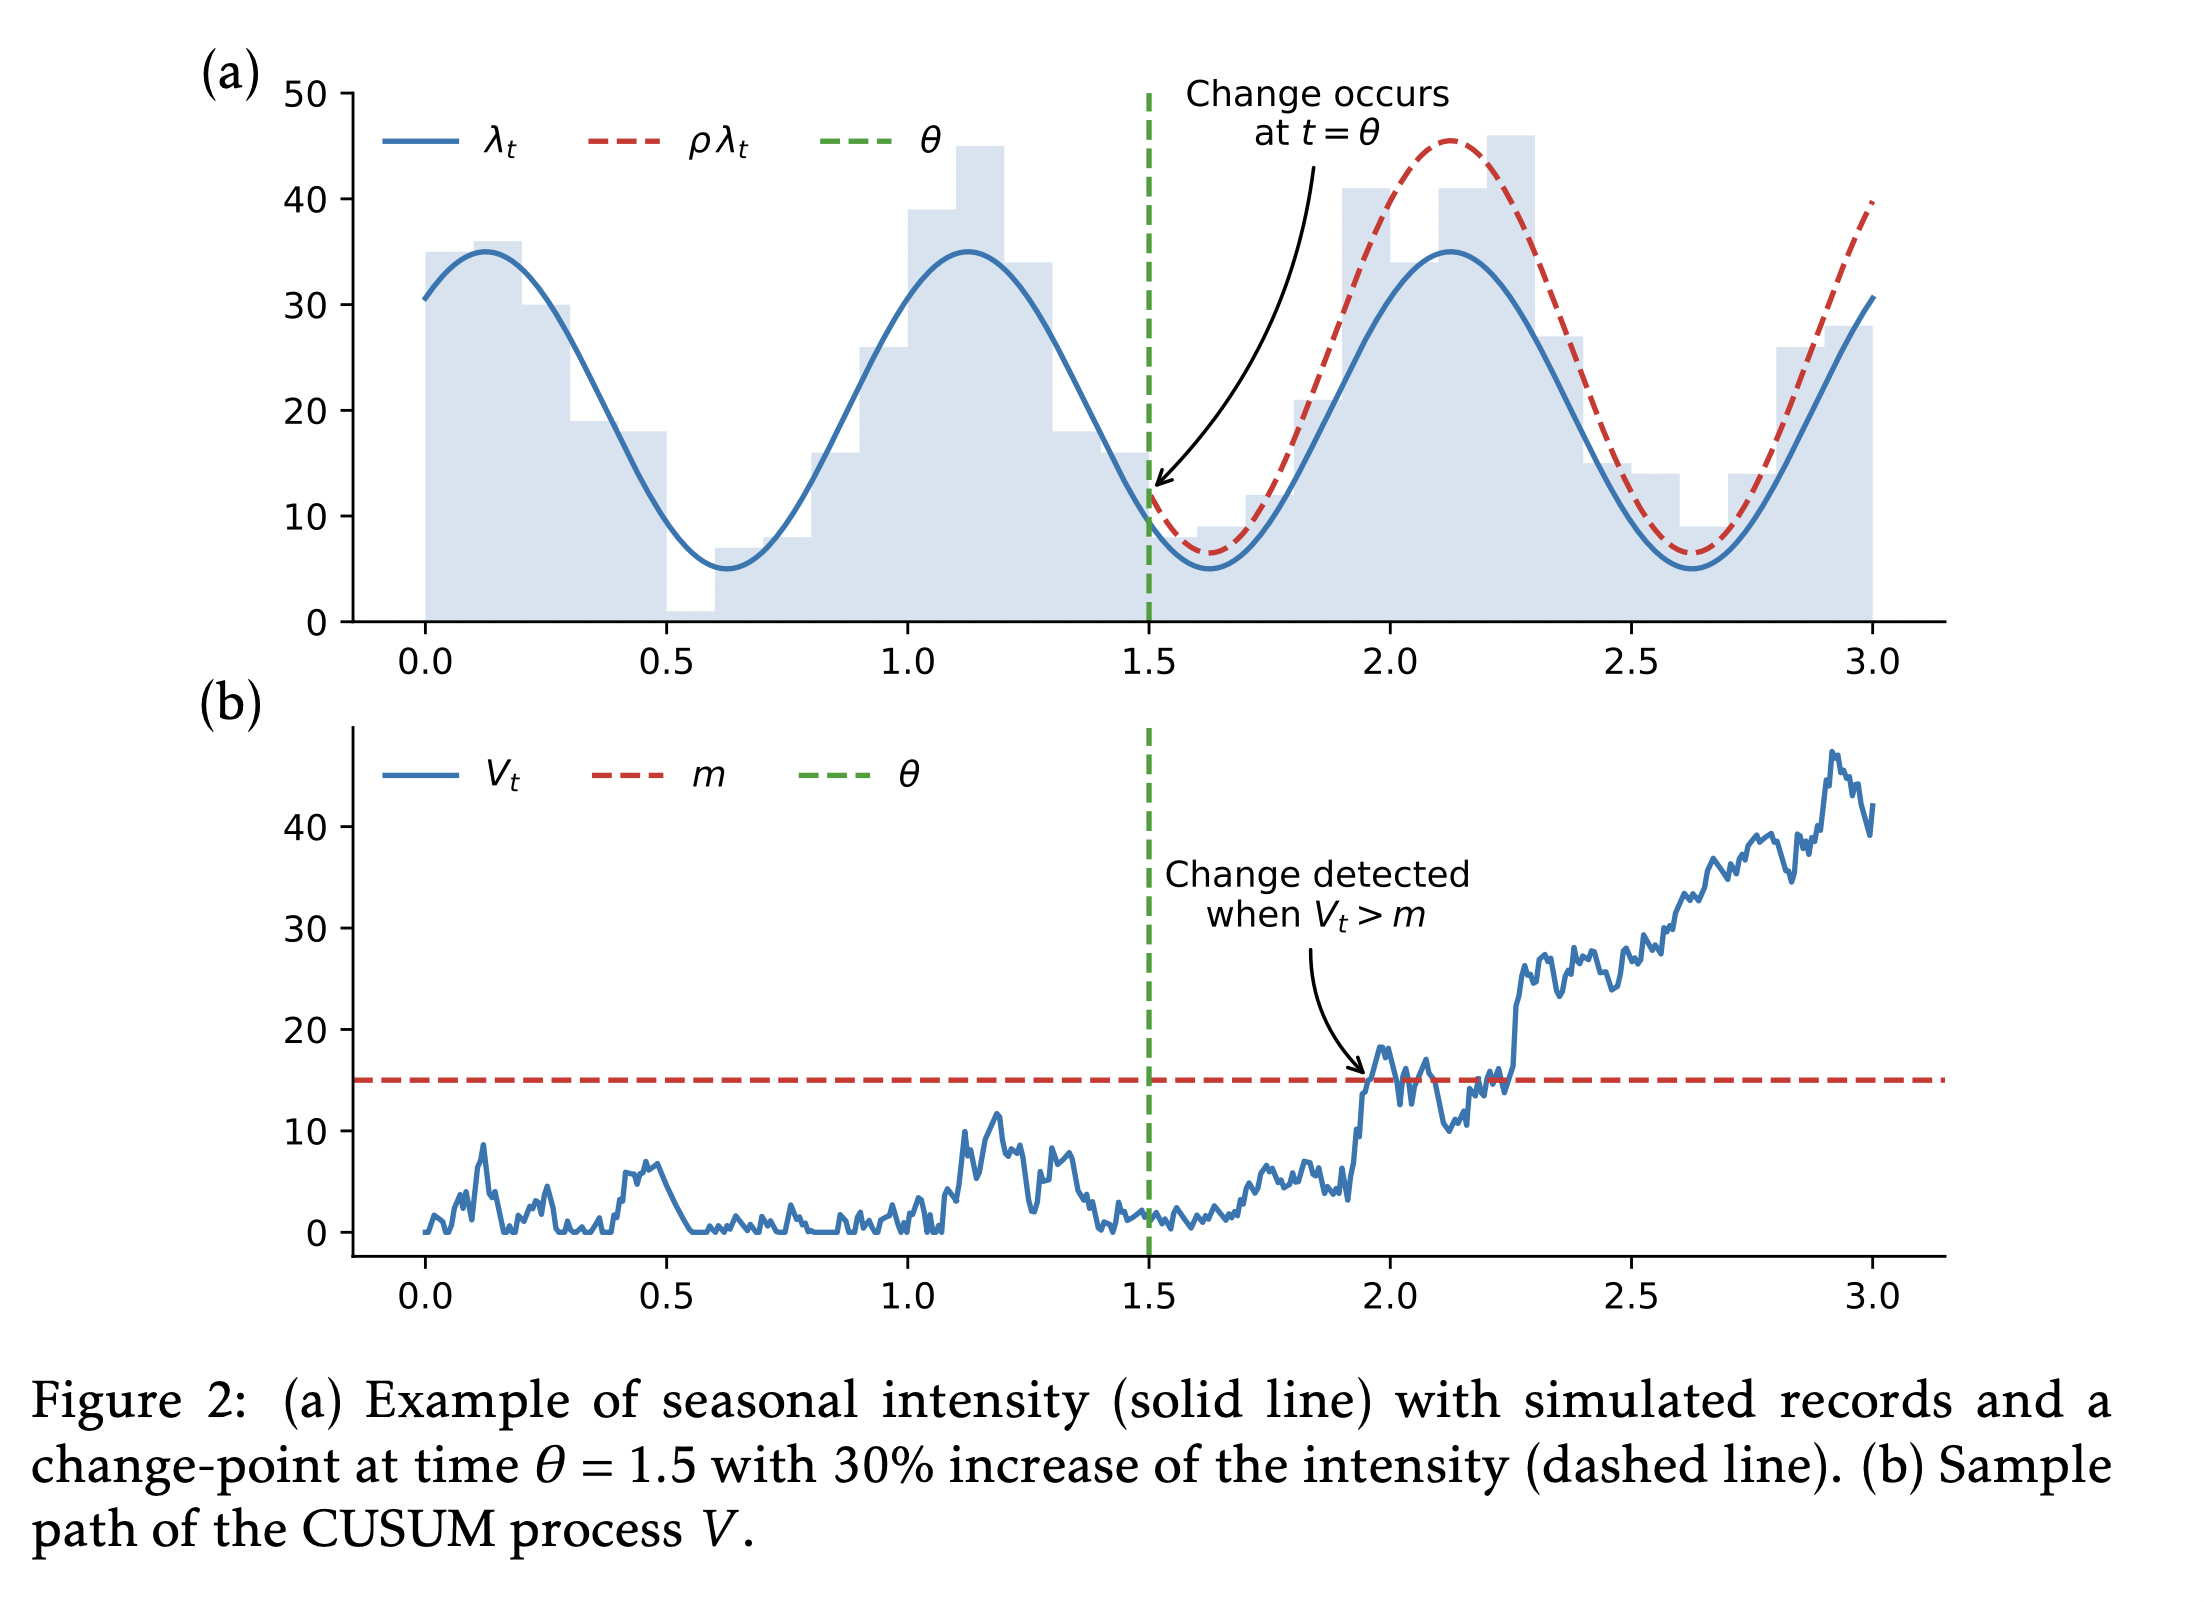 (a)
50
40
30
20
10
0
λt
ρλt
θ
Change occurs
at t = θ
0.0 0.5 1.0 1.5 2.0 2.5 3.0
(b)
40
30
20
10
0
Vt
m
θ
Change detected
when Vt > m
0.0 0.5 1.0 1.5 2.0 2.5 3.0
Figure 2: (a) Example of seasonal intensity (solid line) with simulated records and a
change-point at time θ = 1.5 with 30% increase of the intensity (dashed line). (b) Sample
path of the CUSUM process V.